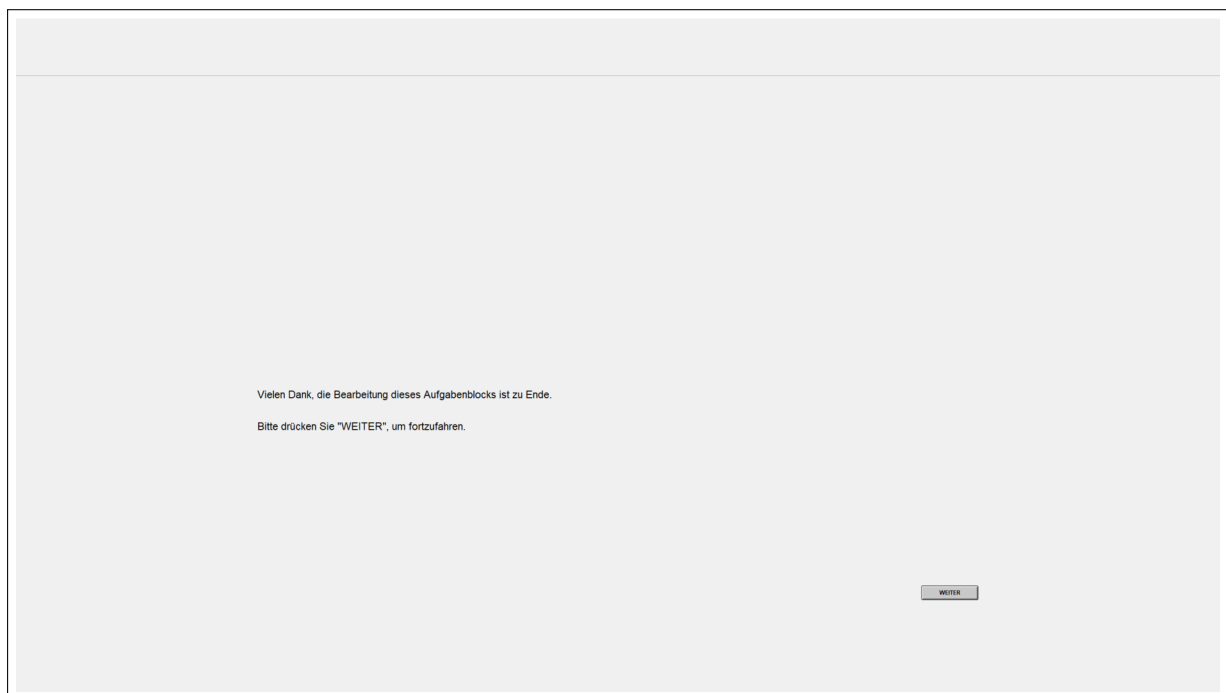 Vielen Dank, die Bearbeitung dieses Aufgabenblocks ist zu Ende.
Bitte drücken Sie "WEITER", um fortzufahren.
WEITER